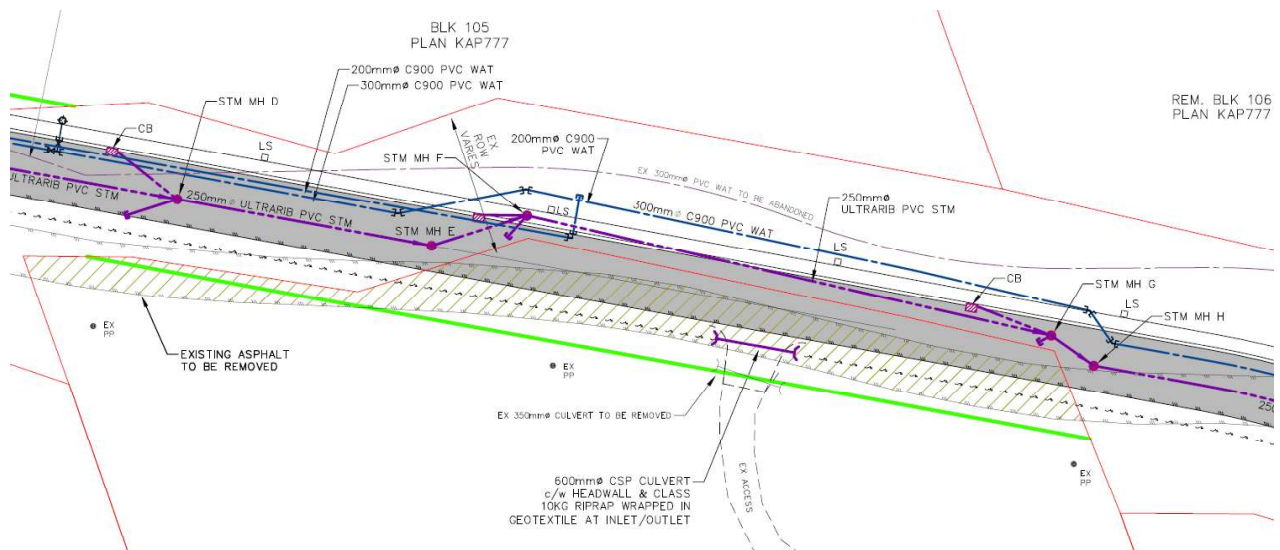 BLK 105
PLAN KAP777
200mmø C900 PVC WAT
300mmø C900 PVC WAT
STM MH D
CB
LS
REM. BLK 106
PLAN KAP777
EX
ROW
VARIES
STM MH F
200mmø C900
PVC WAT
EX 300mmø PVC WAT TO BE ABANDONED
250mmø
ULTRARIB PVC STM
ULTRARIB PVC STM
250mmø ULTRARIB PVC STM
LS
300mmø C900 PVC WAT
STM MH E
LS
CB
STM MH G
LS
STM MH H
EX
PP
EXISTING ASPHALT
TO BE REMOVED
EX
PP
EX 350mmø CULVERT TO BE REMOVED
250
600mmø CSP CULVERT
c/w HEADWALL & CLASS
10KG RIPRAP WRAPPED IN
GEOTEXTILE AT INLET/OUTLET
EX ACCESS
EX
PP